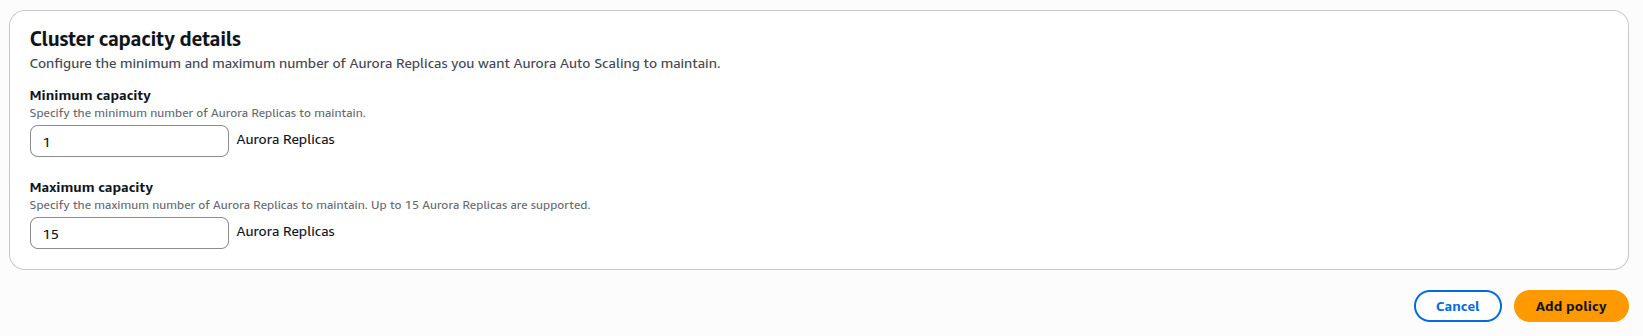 Cluster capacity details
Configure the minimum and maximum number of Aurora Replicas you want Aurora Auto Scaling to maintain.
Minimum capacity
Specify the minimum number of Aurora Replicas to maintain.
1 Aurora Replicas
Maximum capacity
Specify the maximum number of Aurora Replicas to maintain. Up to 15 Aurora Replicas are supported.
15 Aurora Replicas
Cancel Add policy